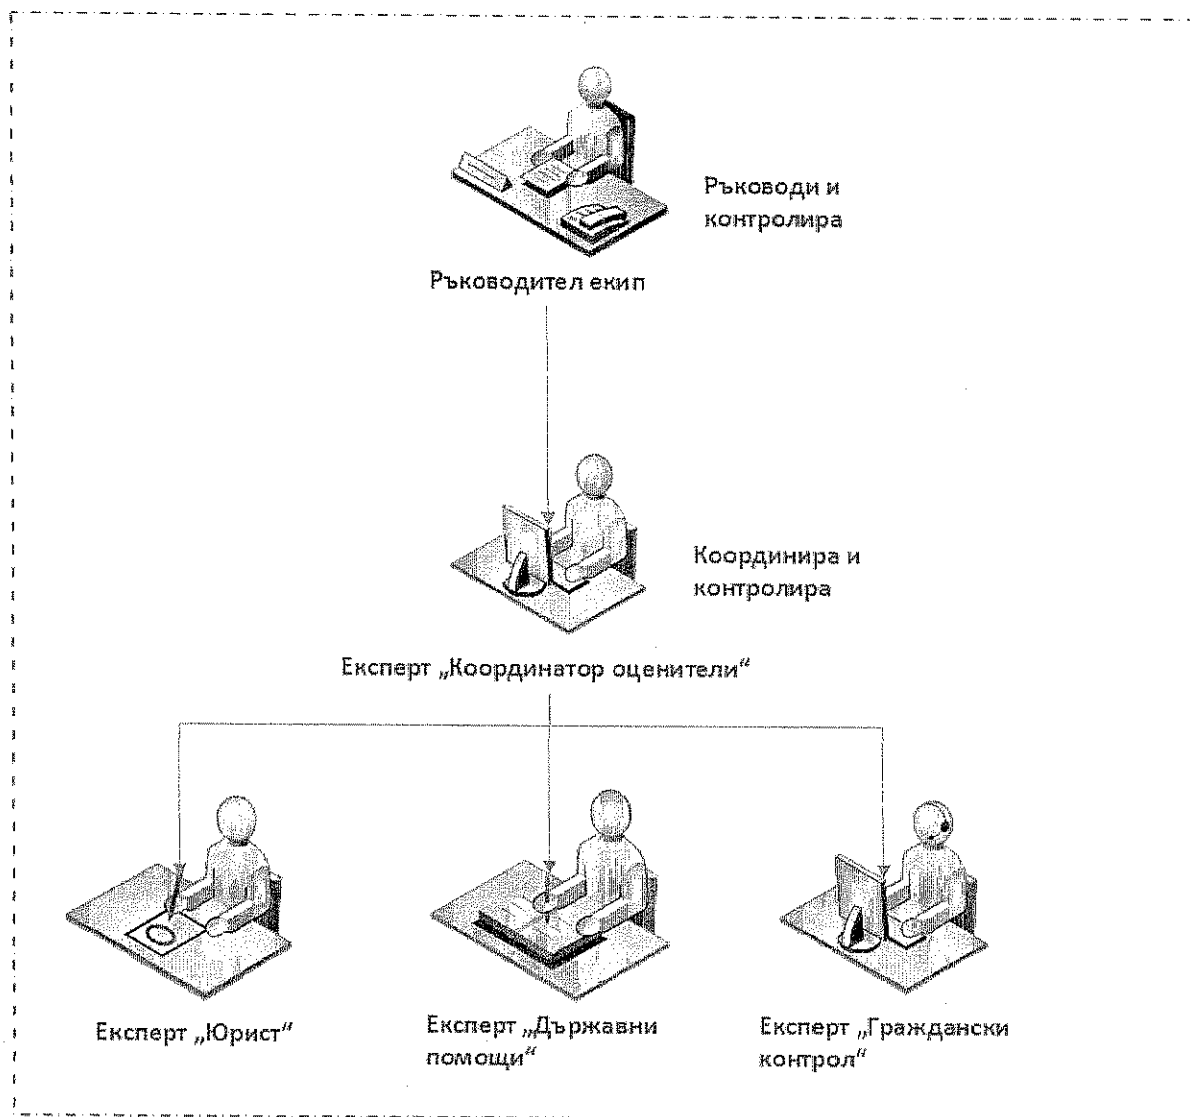 Ръководи и
контролира
Ръководител екип
Координира и
контролира
Експерт „Координатор оценители“
Експерт „Юрист“
Експерт „Държавни
помощи“
Експерт „Граждански
контрол“